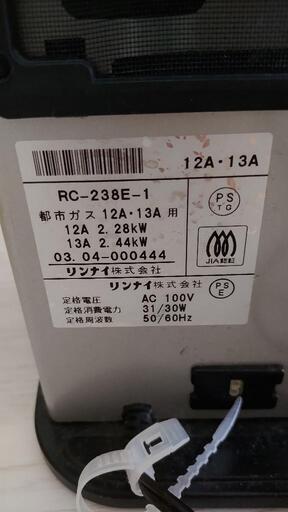 12A・13A
RC-238E-1
都市ガス 12A・13A 用
12A 2.28kW
13A 2.44kW
03.04-000444
リンナイ株式会社
PS
TG
JIA認証
リンナイ株式会社
定格電圧 AC 100V
定格消費電力 31/30W
定格周波数 50/60Hz
PS
E